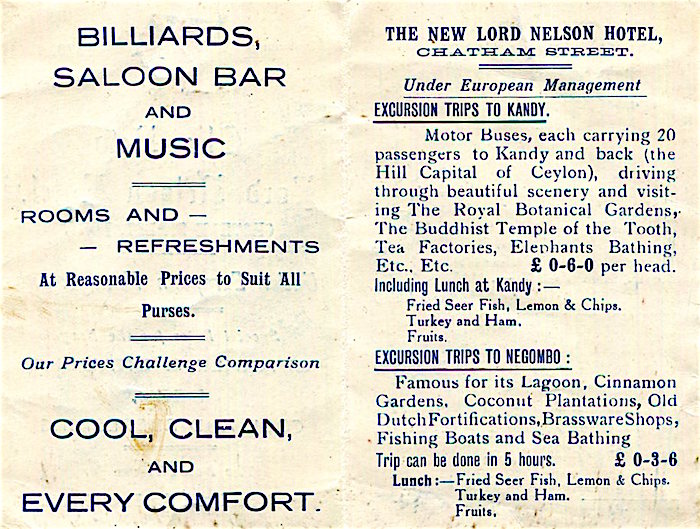 BILLIARDS,
SALOON BAR
AND
MUSIC
ROOMS AND –
– REFRESHMENTS
At Reasonable Prices to Suit All
Purses.
Our Prices Challenge Comparison
COOL, CLEAN,
AND
EVERY COMFORT.
THE NEW LORD NELSON HOTEL,
CHATHAM STREET.
Under European Management
EXCURSION TRIPS TO KANDY.
Motor Buses, each carrying 20
passengers to Kandy and back (the
Hill Capital of Ceylon), driving
through beautiful scenery and visit-
ing The Royal Botanical Gardens,
The Buddhist Temple of the Tooth,
Tea Factories, Elephants Bathing,
Etc., Etc. £ 0-6-0 per head.
Including Lunch at Kandy :—
Fried Seer Fish, Lemon & Chips.
Turkey and Ham.
Fruits.
EXCURSION TRIPS TO NEGOMBO :
Famous for its Lagoon, Cinnamon
Gardens, Coconut Plantations, Old
Dutch Fortifications, Brassware Shops,
Fishing Boats and Sea Bathing
Trip can be done in 5 hours. £ 0-3-6
Lunch :—Fried Seer Fish, Lemon & Chips.
Turkey and Ham.
Fruits.